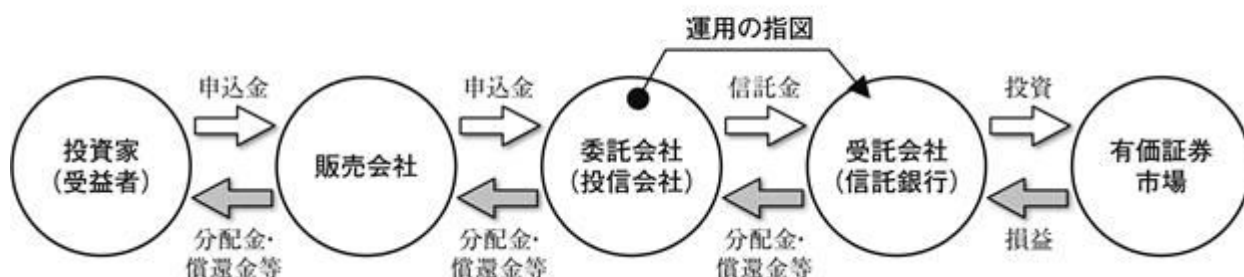 運用の指図
申込金
申込金
信託金
投資
投資家
(受益者)
販売会社
委託会社
(投信会社)
受託会社
(信託銀行)
有価証券
市場
分配金・
償還金等
分配金・
償還金等
分配金・
償還金等
損益